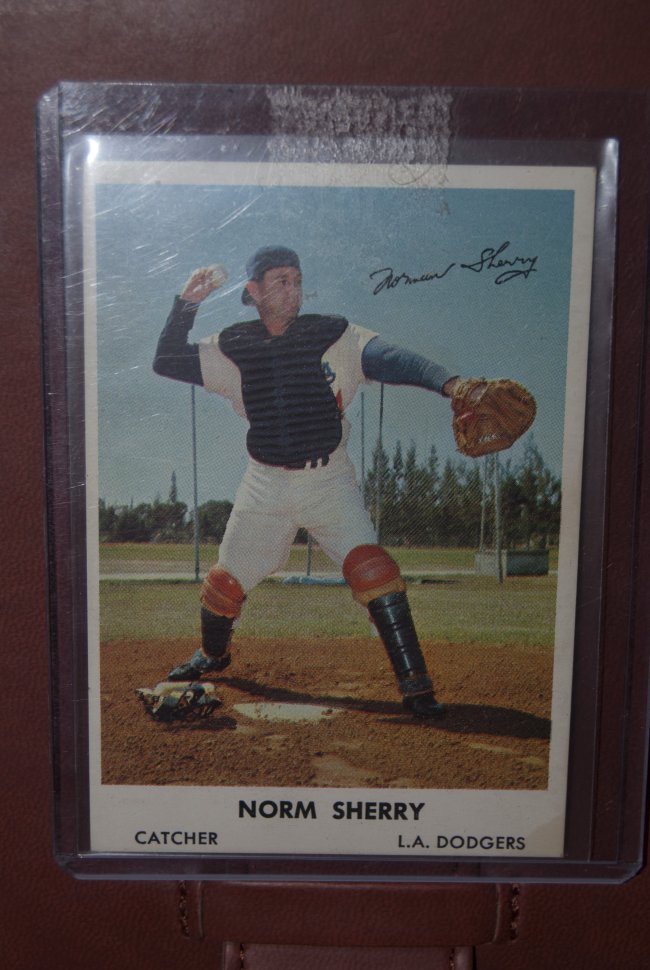 Norman Sherry
NORM SHERRY
CATCHER
L.A. DODGERS